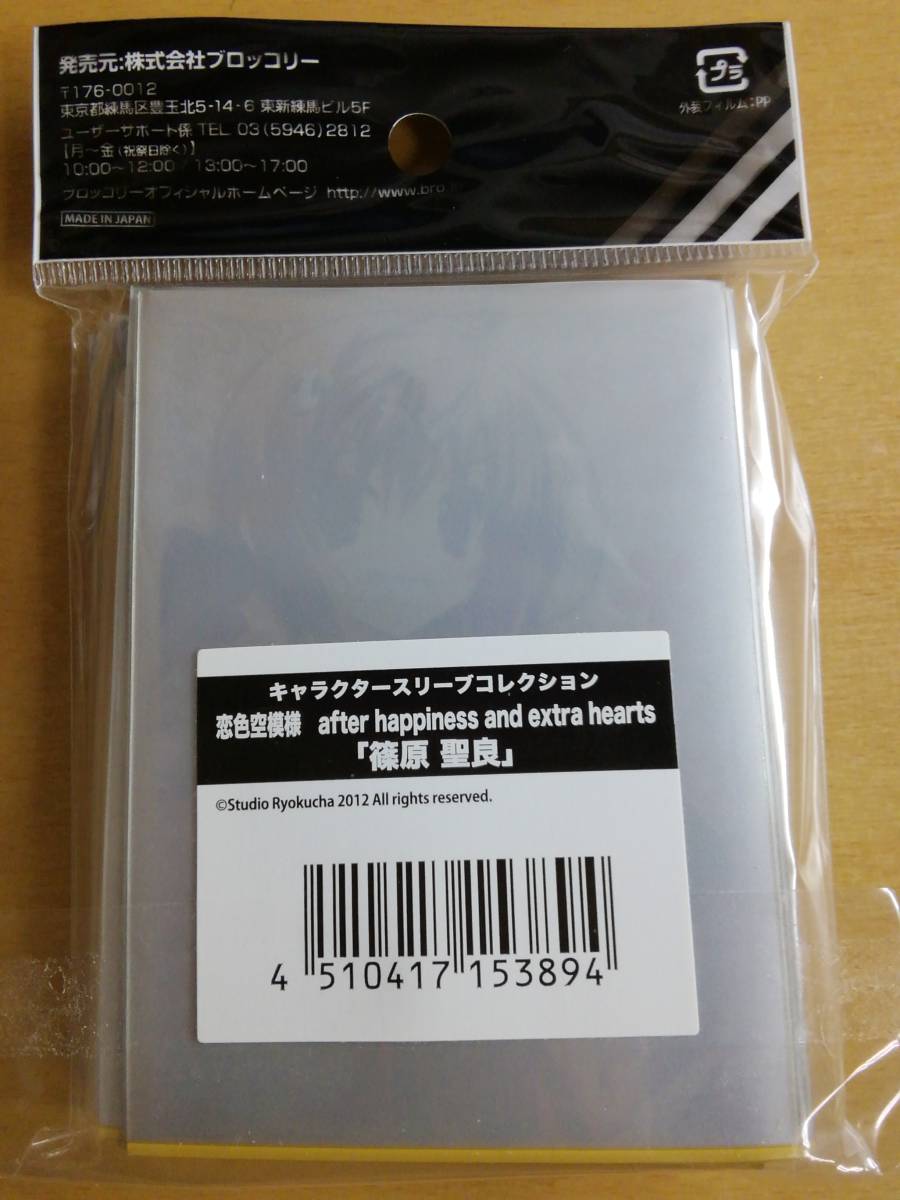 発売元:株式会社ブロッコリー
〒176-0012
東京都練馬区豊玉北5-14-6 東新練馬ビル5F
ユーザーサポート係 TEL 03(5946)2812
【月〜金(祝祭日除く)】
10:00〜12:00 / 13:00〜17:00
ブロッコリーオフィシャルホームページ http://www.bro
MADE IN JAPAN
プラ
外装フィルム:PP
キャラクタースリーブコレクション
恋色空模様 after happiness and extra hearts
「篠原 聖良」
©Studio Ryokucha 2012 All rights reserved.
4 510417 153894